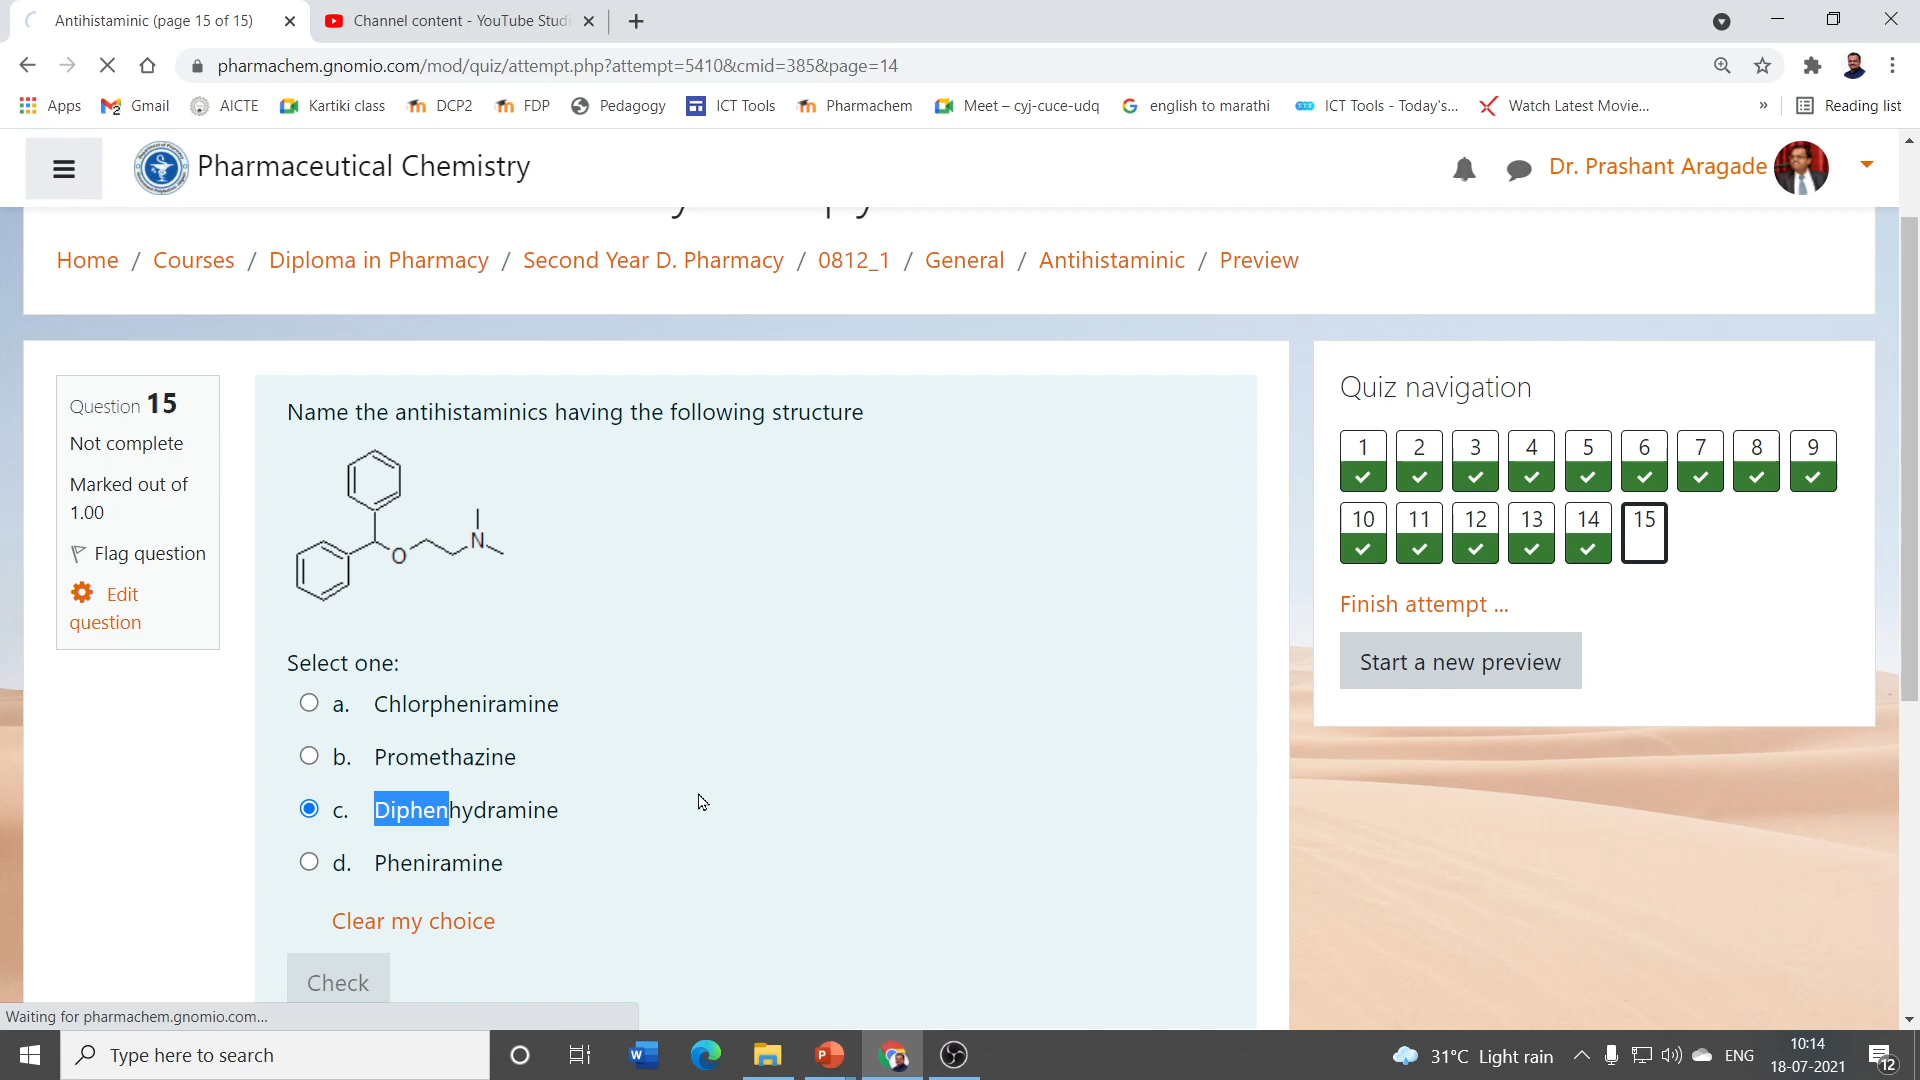 Antihistaminic (page 15 of 15)
Channel content - YouTube Studi
pharmachem.gnomio.com/mod/quiz/attempt.php?attempt=5410&cmid=385&page=14
Apps Gmail AICTE Kartiki class DCP2 FDP Pedagogy ICT Tools Pharmachem Meet – cyj-cuce-udq english to marathi ICT Tools - Today's... Watch Latest Movie... » Reading list
Pharmaceutical Chemistry
Dr. Prashant Aragade
Home / Courses / Diploma in Pharmacy / Second Year D. Pharmacy / 0812_1 / General / Antihistaminic / Preview
Question 15
Not complete
Marked out of
1.00
Flag question
Edit
question
Name the antihistaminics having the following structure
N
O
Select one:
a. Chlorpheniramine
b. Promethazine
c. Diphenhydramine
d. Pheniramine
Clear my choice
Check
Quiz navigation
1 2 3 4 5 6 7 8 9
10 11 12 13 14 15
Finish attempt ...
Start a new preview
Waiting for pharmachem.gnomio.com...
Type here to search
31°C Light rain
ENG
10:14
18-07-2021
12